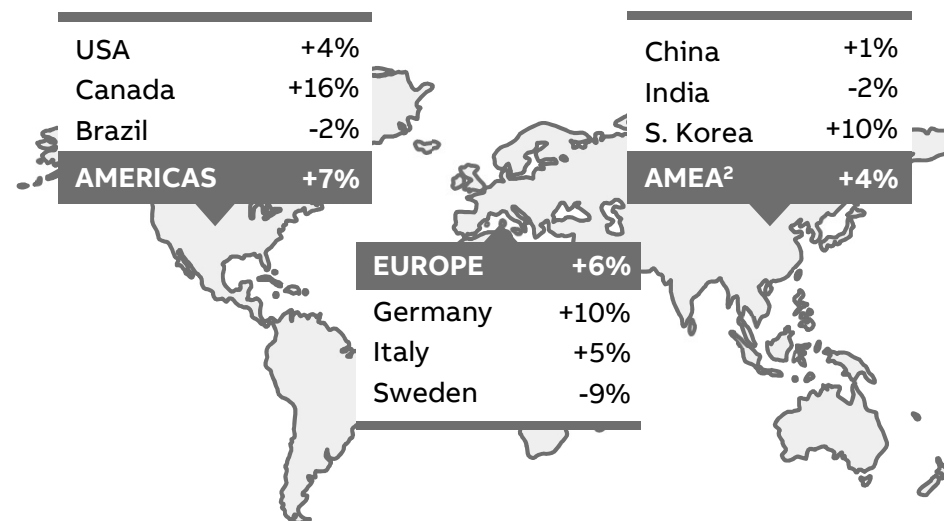 USA +4%
Canada +16%
Brazil -2%
AMERICAS +7%
EUROPE +6%
Germany +10%
Italy +5%
Sweden -9%
China +1%
India -2%
S. Korea +10%
AMEA² +4%